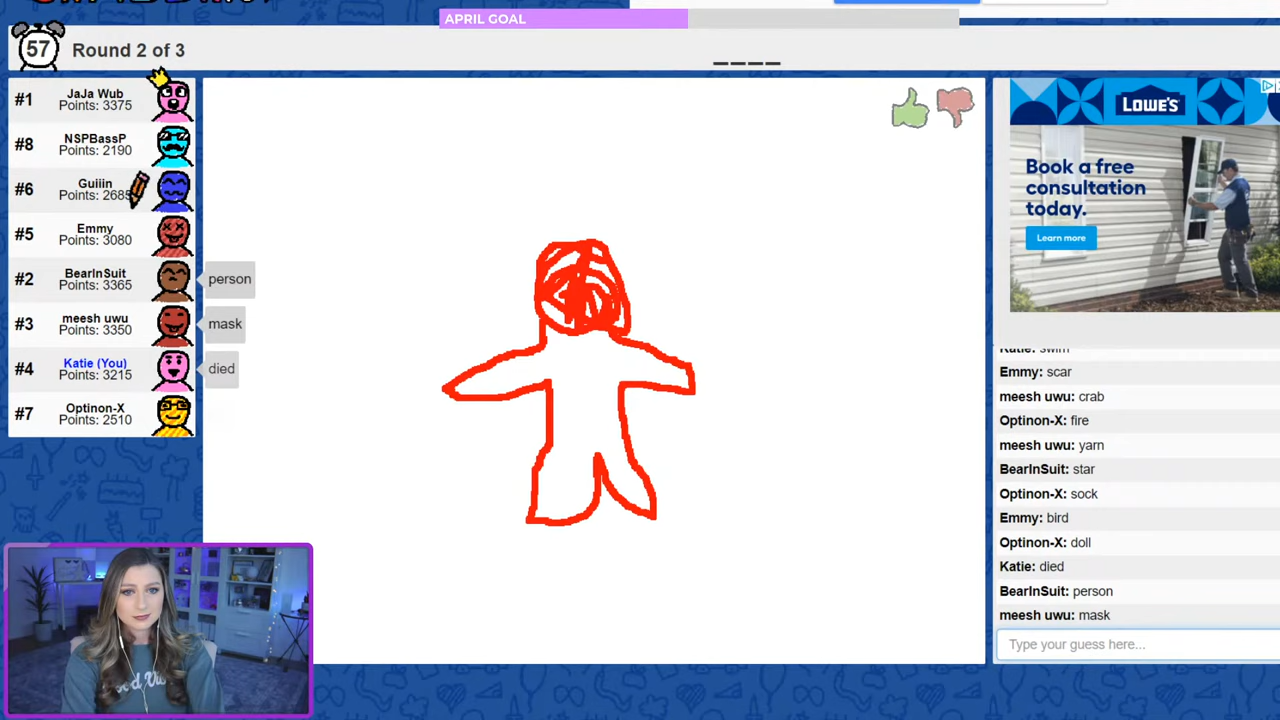 APRIL GOAL
57
Round 2 of 3
#1
JaJa Wub
Points: 3375
#8
NSPBassP
Points: 2190
#6
Guiiin
Points: 2685
#5
Emmy
Points: 3080
#2
BearInSuit
Points: 3365
person
#3
meesh uwu
Points: 3350
mask
#4
Katie (You)
Points: 3215
died
#7
Optinon-X
Points: 2510
LOWE'S
Book a free
consultation
today.
Learn more
Katie: swim
Emmy: scar
meesh uwu: crab
Optinon-X: fire
meesh uwu: yarn
BearInSuit: star
Optinon-X: sock
Emmy: bird
Optinon-X: doll
Katie: died
BearInSuit: person
meesh uwu: mask
Type your guess here...